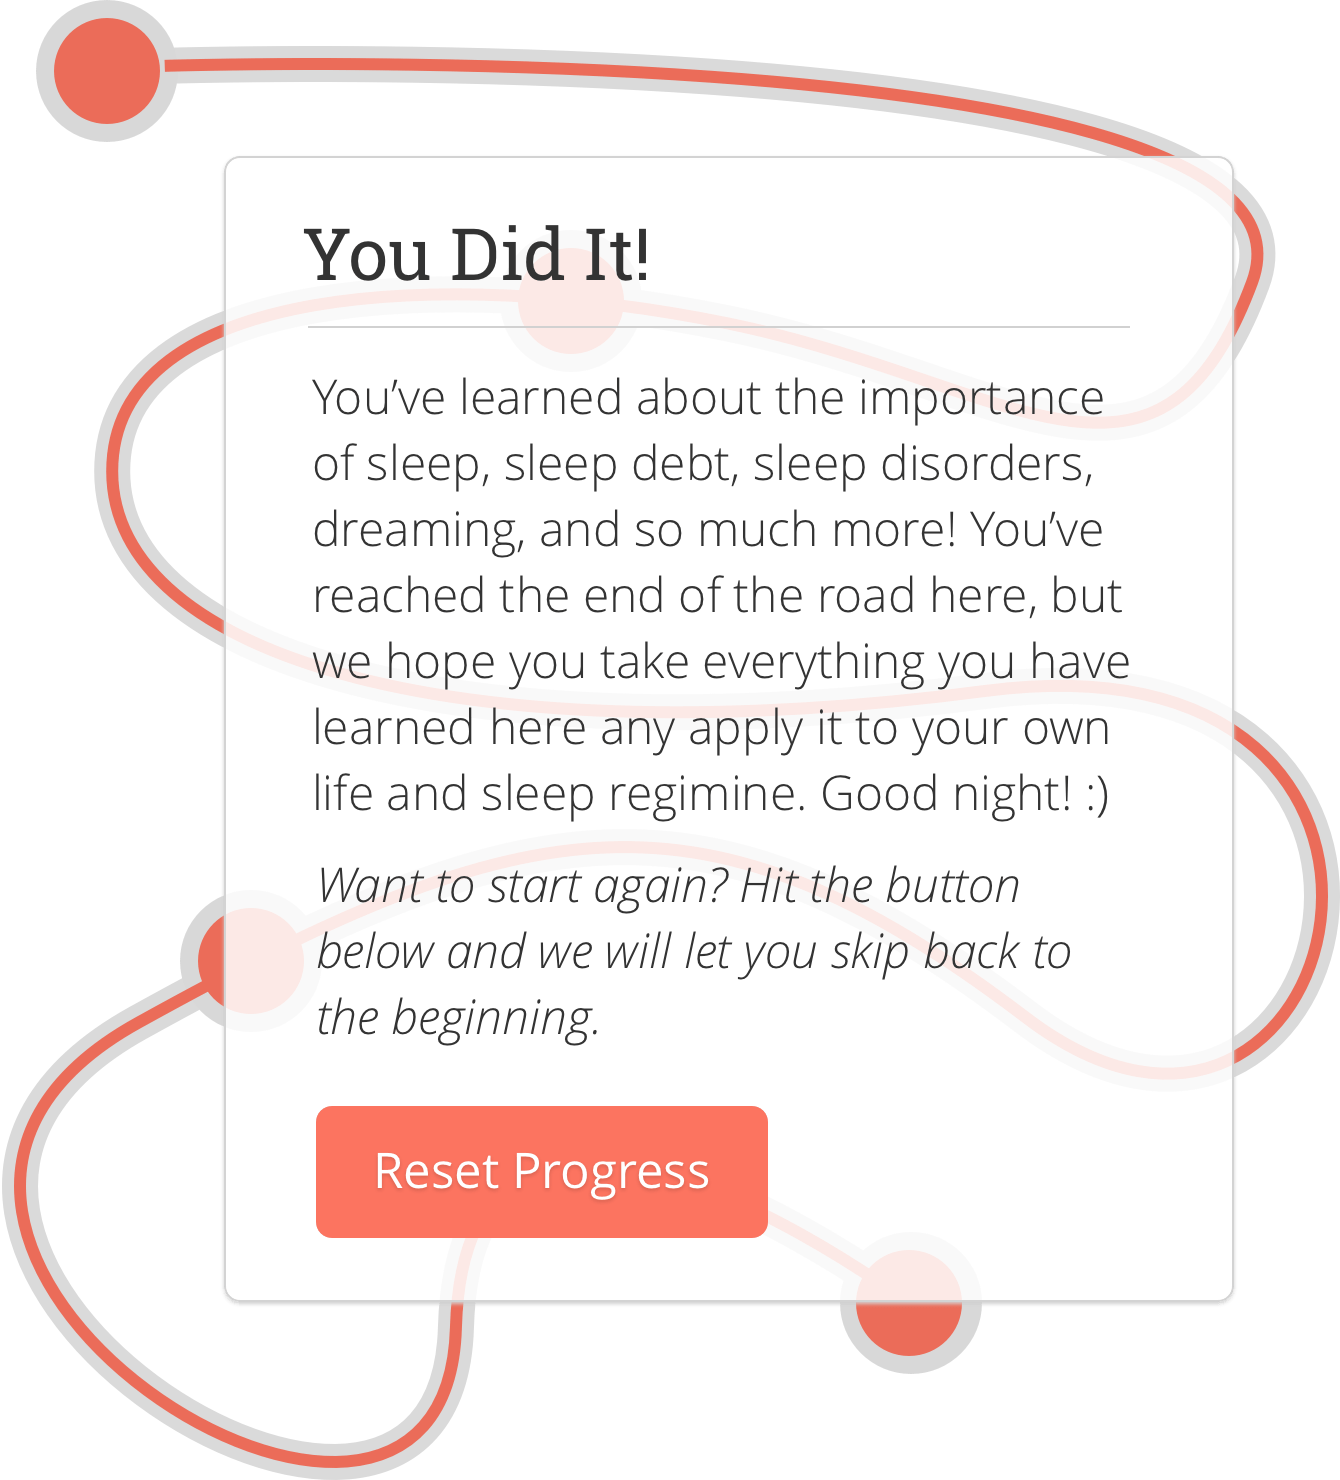 You Did It!
You’ve learned about the importance
of sleep, sleep debt, sleep disorders,
dreaming, and so much more! You’ve
reached the end of the road here, but
we hope you take everything you have
learned here any apply it to your own
life and sleep regimine. Good night! :)
Want to start again? Hit the button
below and we will let you skip back to
the beginning.
Reset Progress